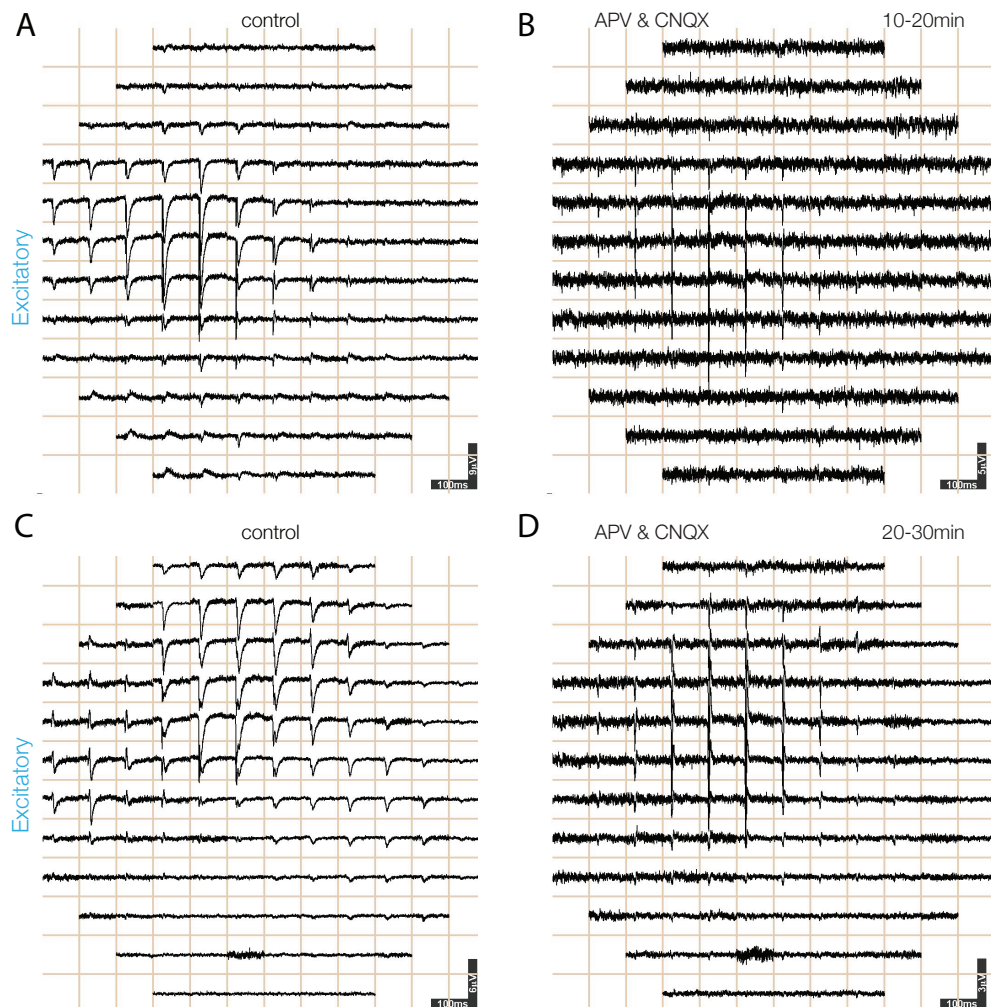 A
control
B
APV & CNQX
10-20min
Excitatory
9µV
100ms
5µV
100ms
C
control
D
APV & CNQX
20-30min
Excitatory
6µV
100ms
3µV
100ms